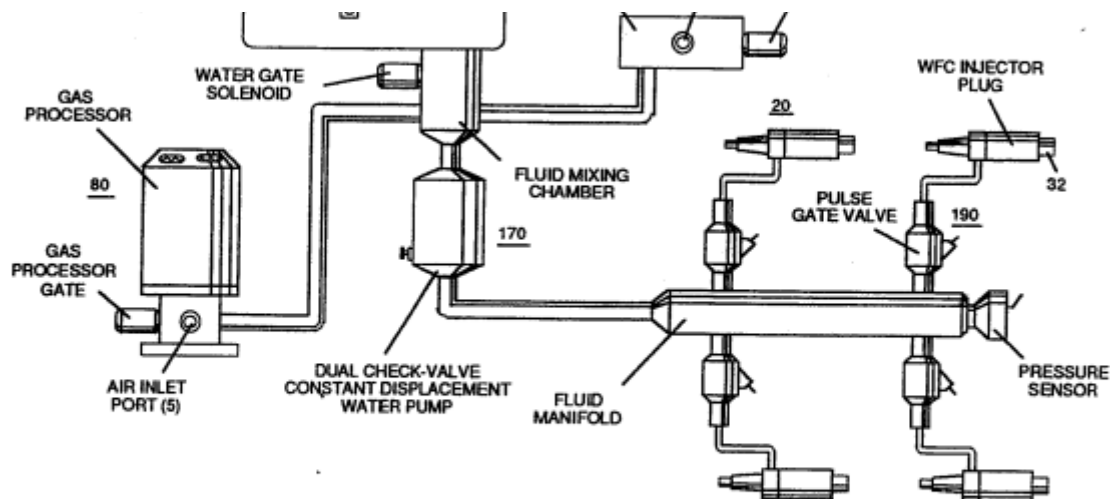 WATER GATE
SOLENOID
GAS
PROCESSOR
80
FLUID MIXING
CHAMBER
170
GAS
PROCESSOR
GATE
AIR INLET
PORT (5)
DUAL CHECK-VALVE
CONSTANT DISPLACEMENT
WATER PUMP
FLUID
MANIFOLD
20
WFC INJECTOR
PLUG
32
PULSE
GATE VALVE
190
PRESSURE
SENSOR